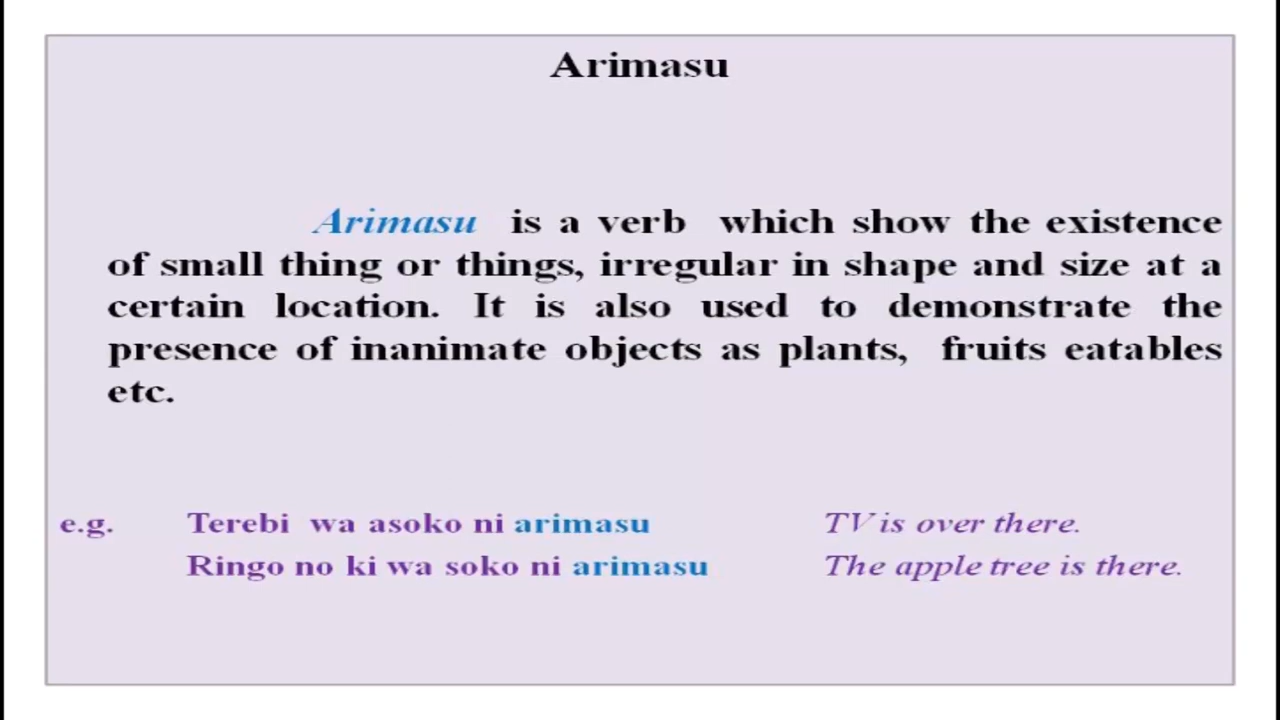 Arimasu
Arimasu is a verb which show the existence
of small thing or things, irregular in shape and size at a
certain location. It is also used to demonstrate the
presence of inanimate objects as plants, fruits eatables
etc.
e.g. Terebi wa asoko ni arimasu TV is over there.
Ringo no ki wa soko ni arimasu The apple tree is there.